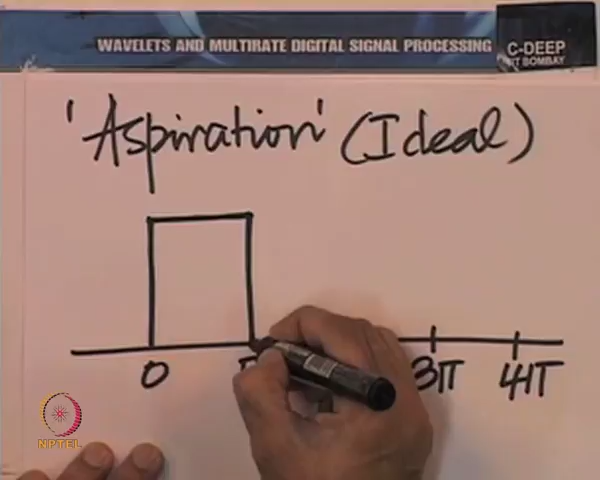 WAVELETS AND MULTIRATE DIGITAL SIGNAL PROCESSING
C-DEEP
IIT BOMBAY
'Aspiration' (Ideal)
0 3π 4π
NPTEL